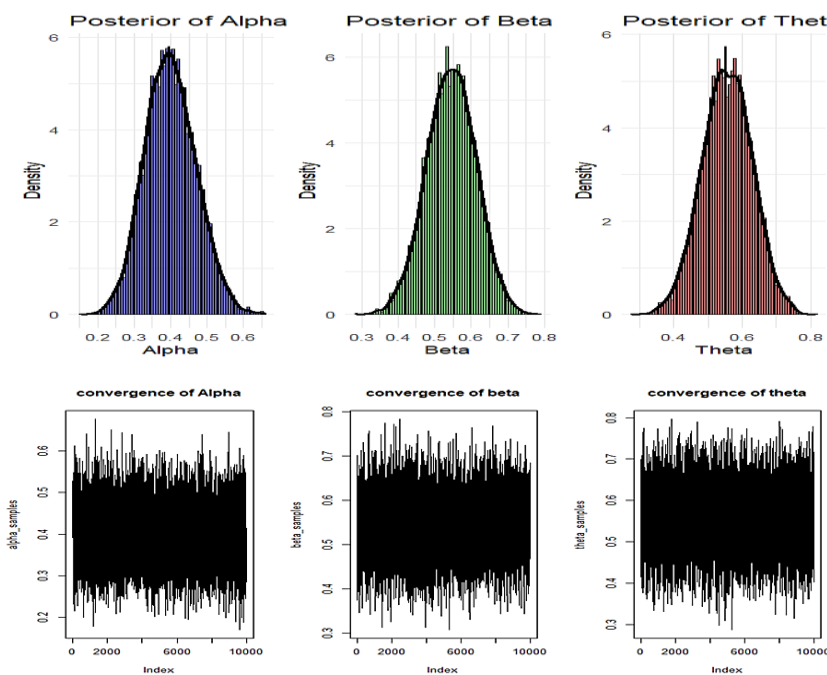 Posterior of Alpha
6
4
2
0
Density
0.2 0.3 0.4 0.5 0.6
Alpha
Posterior of Beta
6
4
2
0
Density
0.3 0.4 0.5 0.6 0.7 0.8
Beta
Posterior of Thet
6
4
2
0
Density
0.4 0.6 0.8
Theta
convergence of Alpha
0.6
0.5
0.4
0.3
0.2
alpha_samples
0 2000 6000 10000
Index
convergence of beta
0.8
0.7
0.6
0.5
0.4
0.3
beta_samples
0 2000 6000 10000
Index
convergence of theta
0.8
0.7
0.6
0.5
0.4
0.3
theta_samples
0 2000 6000 10000
Index